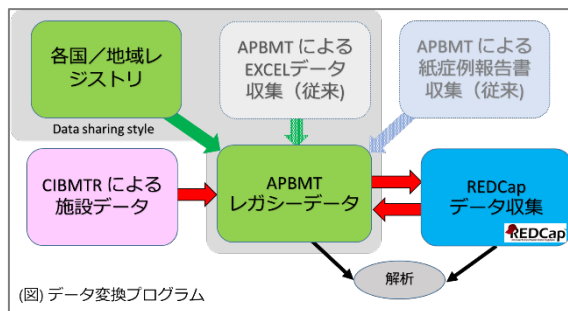 各国／地域レ
ジストリ
APBMT による
EXCELデータ
収集（従来)
APBMT による
紙症例報告書
収集（従来)
Data sharing style
CIBMTR による
施設データ
APBMT
レガシーデータ
REDCap
データ収集
REDCap
解析
(図) データ変換プログラム